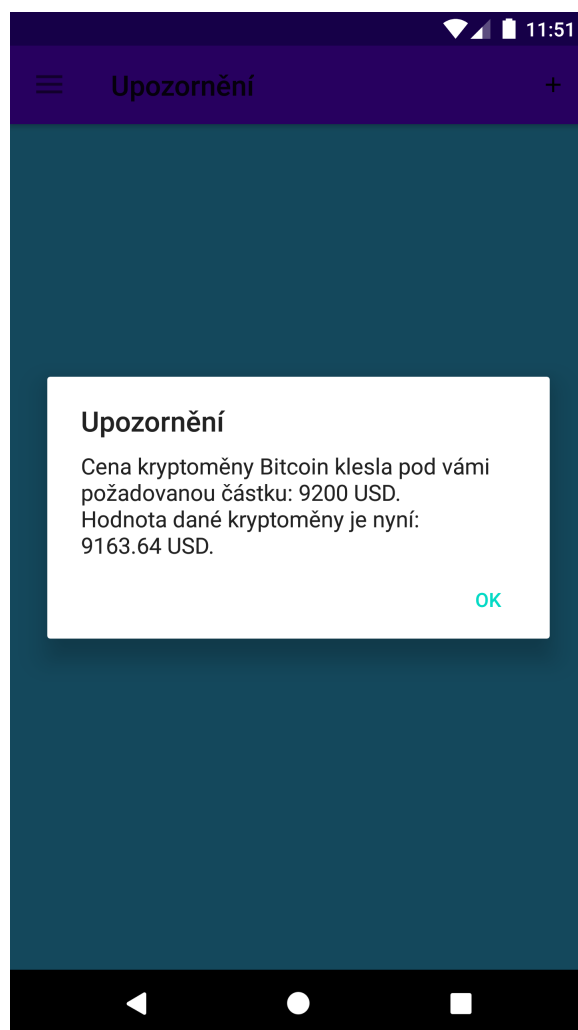 11:51
Upozornění
+
Upozornění
Cena kryptoměny Bitcoin klesla pod vámi
požadovanou částku: 9200 USD.
Hodnota dané kryptoměny je nyní:
9163.64 USD.
OK